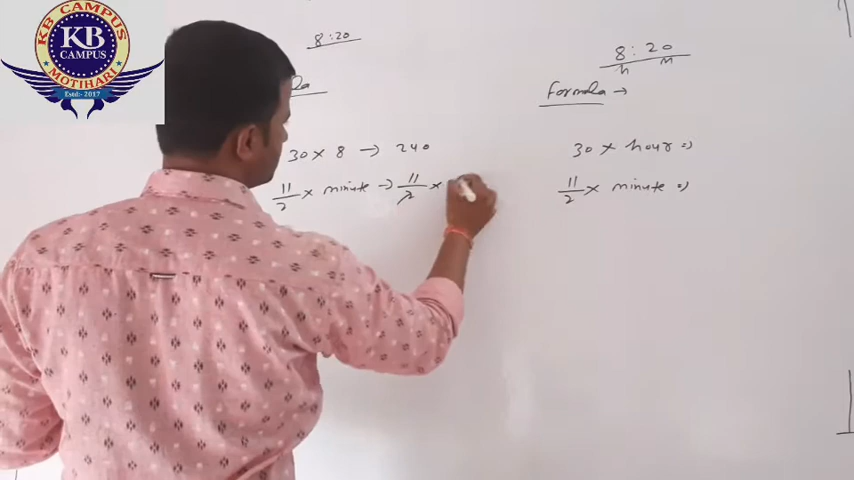 KB CAMPUS
KB
CAMPUS
MOTIHARI
Estd:- 2017
8:20
30 × 8 → 240
11/2 × minute → 11/2 ×
8 : 20
h m
Formula →
30 × hour ⇒
11/2 × minute ⇒